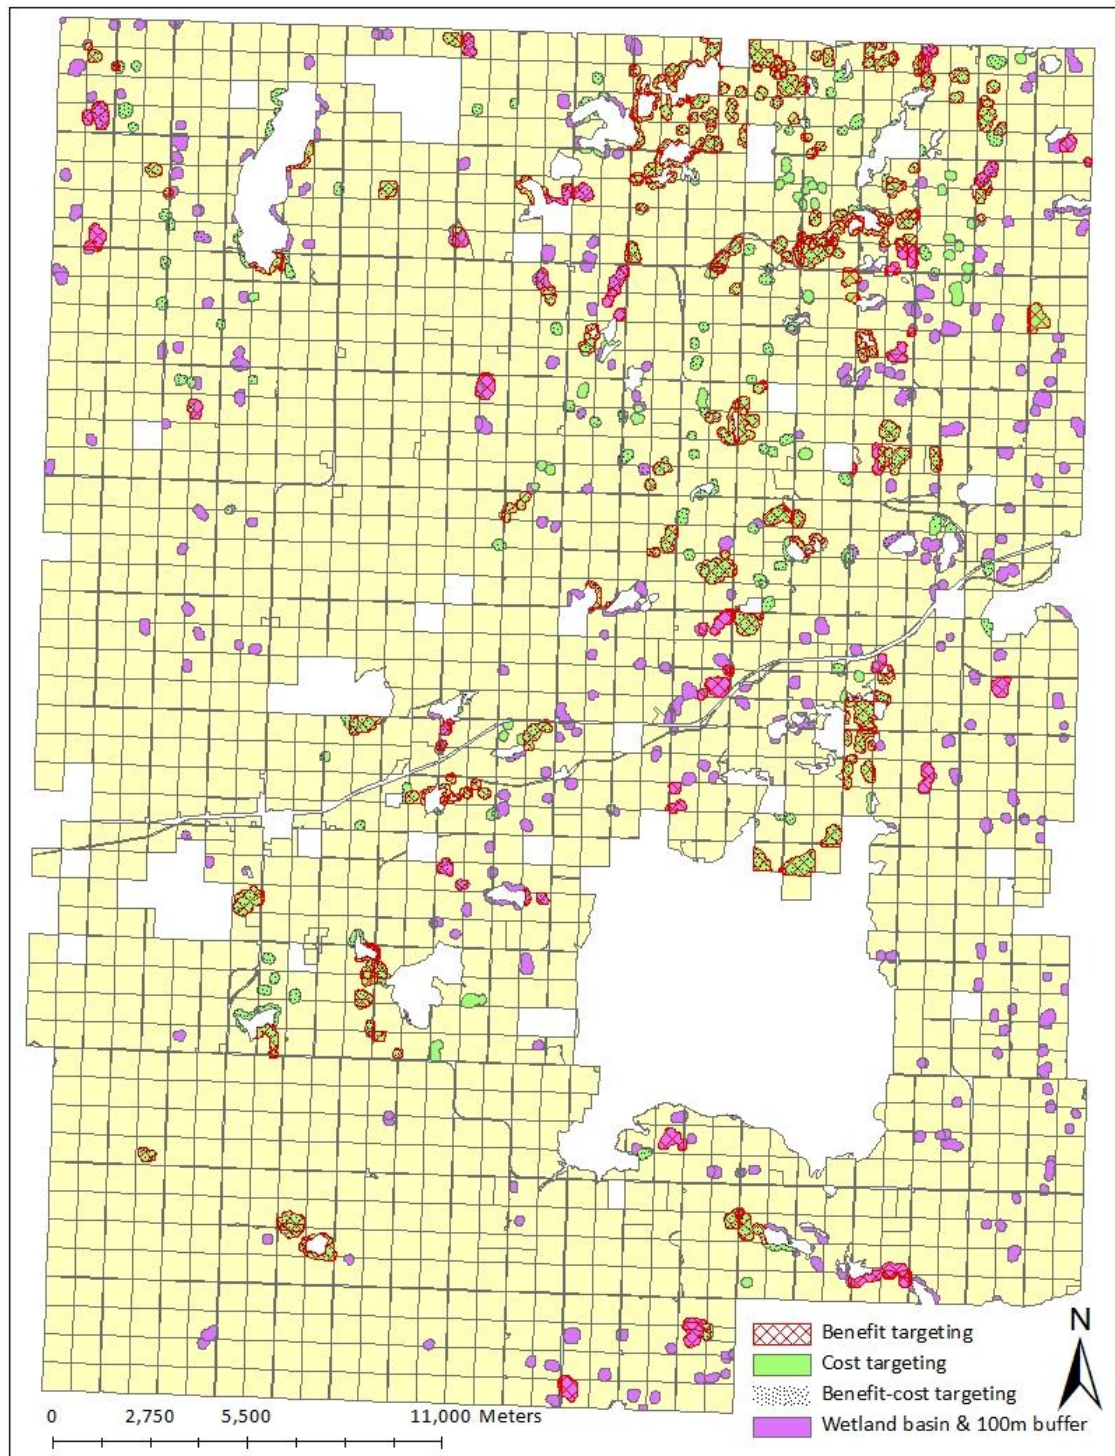 Benefit targeting
N
Cost targeting
Benefit-cost targeting
Wetland basin & 100m buffer
0 2,750 5,500 11,000 Meters